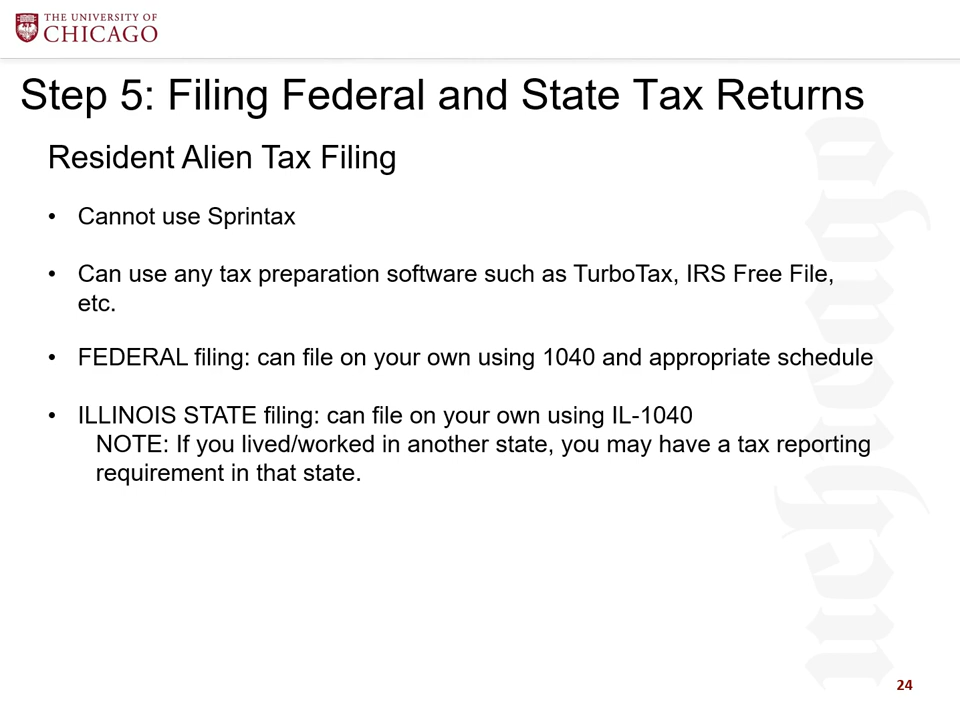 THE UNIVERSITY OF
CHICAGO
Step 5: Filing Federal and State Tax Returns
Resident Alien Tax Filing
• Cannot use Sprintax
• Can use any tax preparation software such as TurboTax, IRS Free File,
etc.
• FEDERAL filing: can file on your own using 1040 and appropriate schedule
• ILLINOIS STATE filing: can file on your own using IL-1040
NOTE: If you lived/worked in another state, you may have a tax reporting
requirement in that state.
uchicago
24